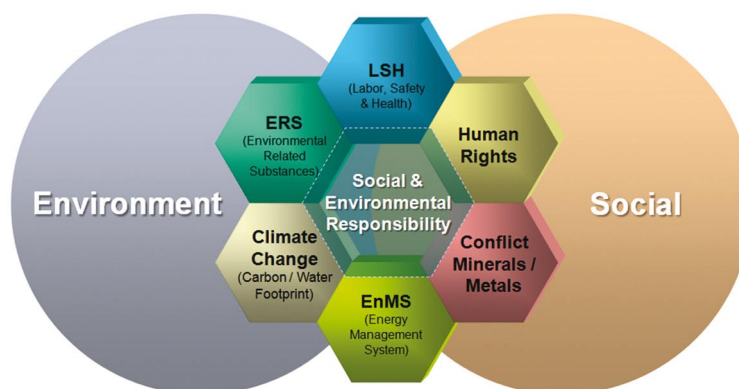 LSH
(Labor, Safety
& Health)
ERS
(Environmental
Related
Substances)
Human
Rights
Environment
Social &
Environmental
Responsibility
Social
Climate
Change
(Carbon / Water
Footprint)
Conflict
Minerals /
Metals
EnMS
(Energy
Management
System)